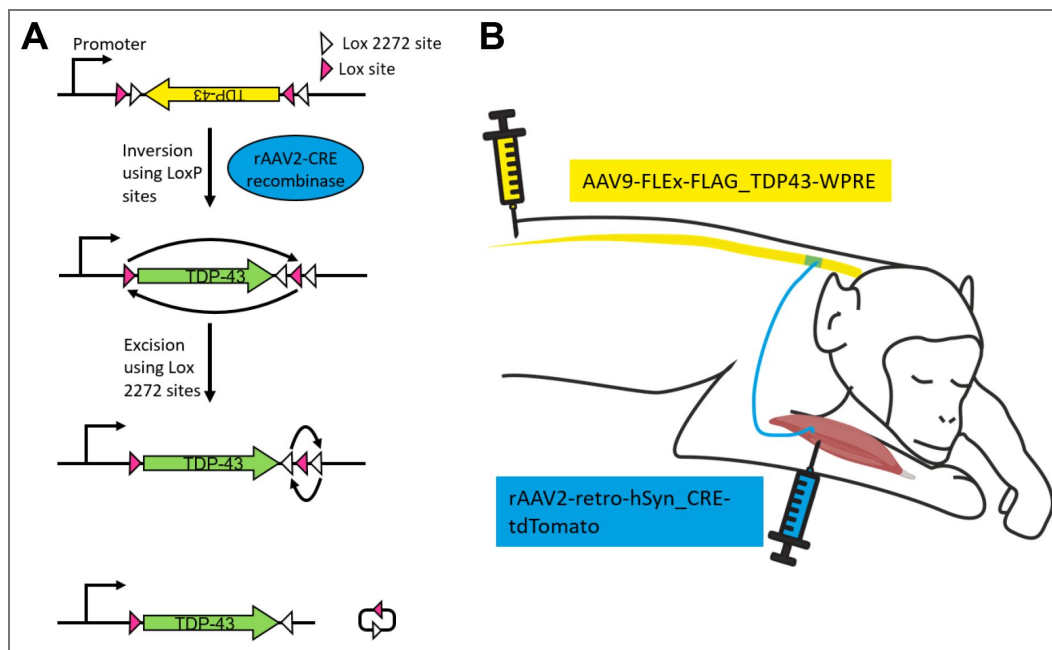 A
Promoter
Lox 2272 site
Lox site
TDP-43
Inversion
using LoxP
sites
rAAV2-CRE
recombinase
TDP-43
Excision
using Lox
2272 sites
TDP-43
TDP-43
B
AAV9-FLEx-FLAG_TDP43-WPRE
rAAV2-retro-hSyn_CRE-
tdTomato